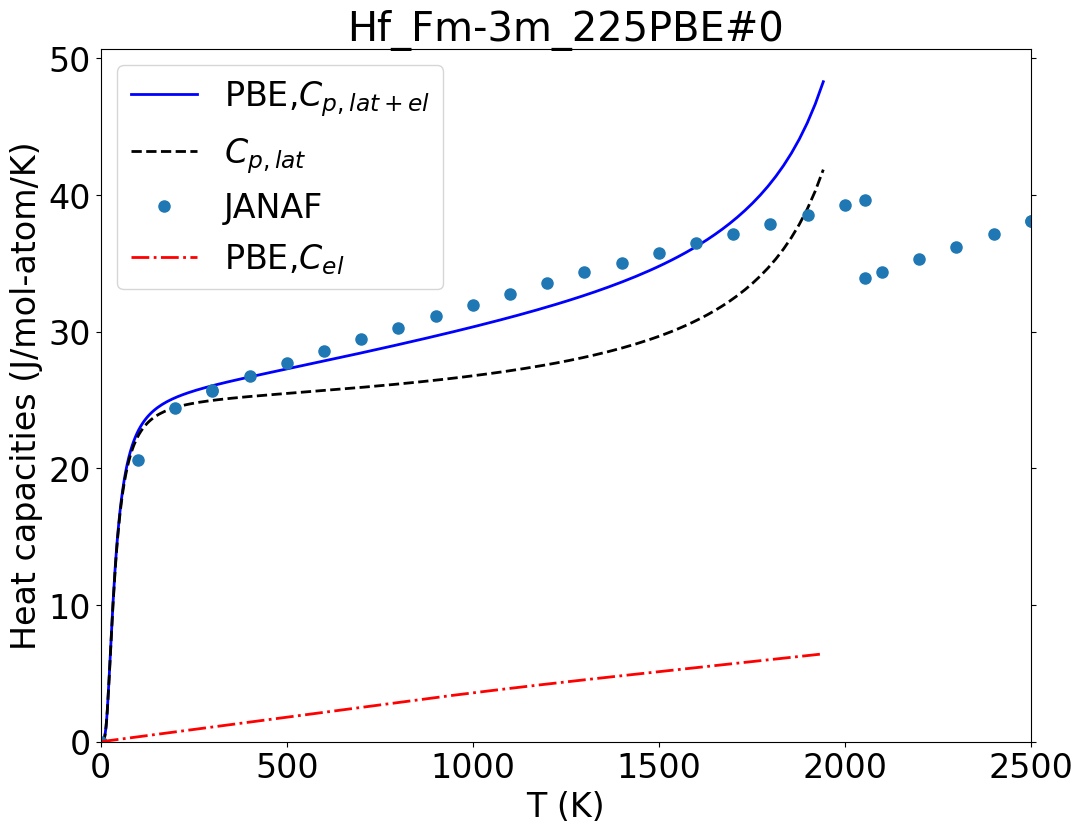 Hf_Fm-3m_225PBE#0
PBE,C_{p,lat+el}
C_{p,lat}
JANAF
PBE,C_{el}
Heat capacities (J/mol-atom/K)
50
40
30
20
10
0
0 500 1000 1500 2000 2500
T (K)